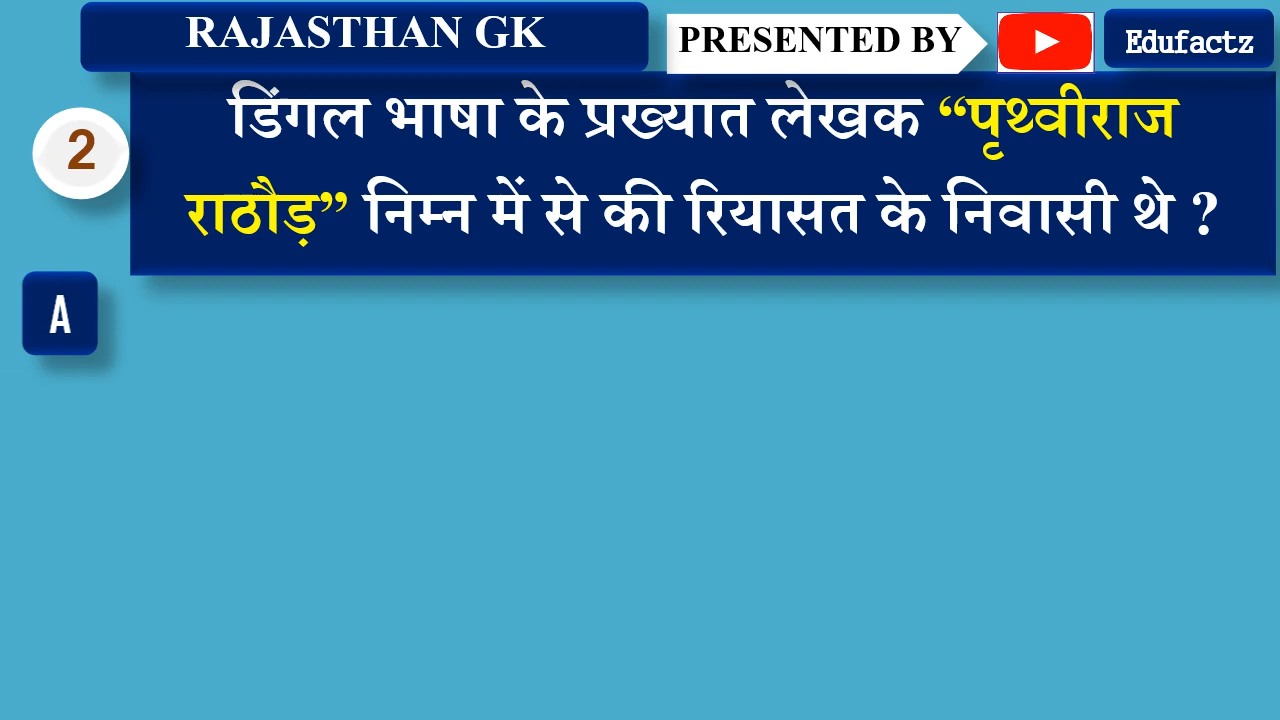 RAJASTHAN GK
PRESENTED BY
Edufactz
2
डिंगल भाषा के प्रख्यात लेखक “पृथ्वीराज
राठौड़” निम्न में से की रियासत के निवासी थे ?
A